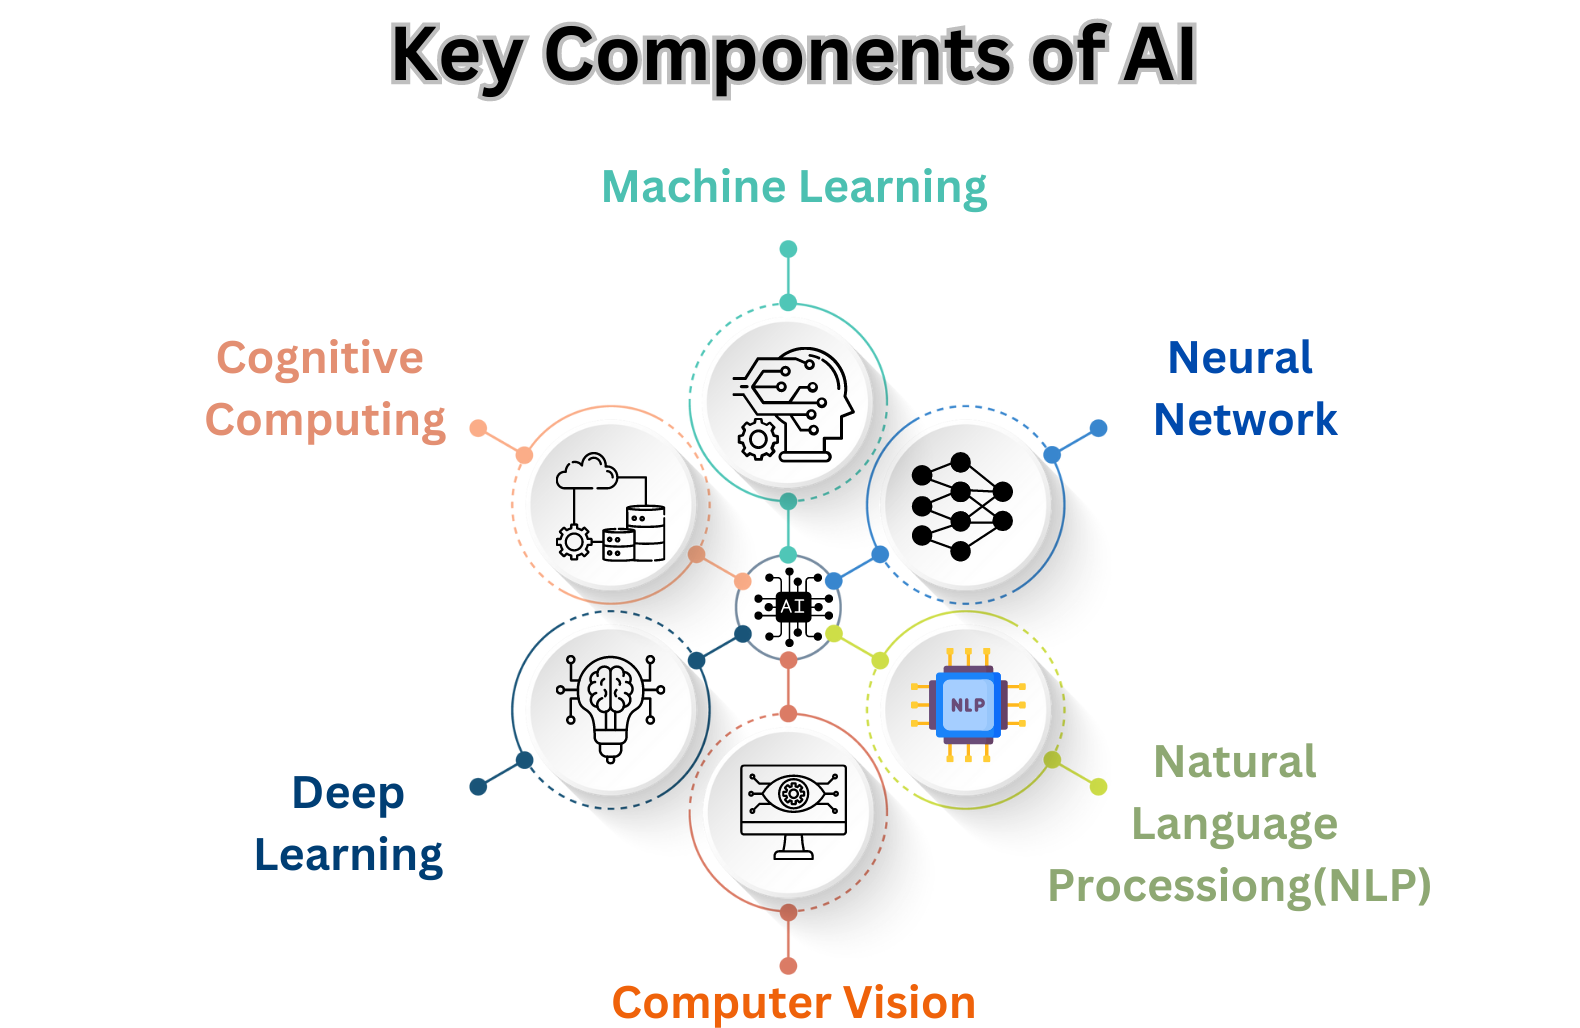 Key Components of AI
Machine Learning
Cognitive
Computing
Neural
Network
AI
NLP
Deep
Learning
Natural
Language
Processiong(NLP)
Computer Vision